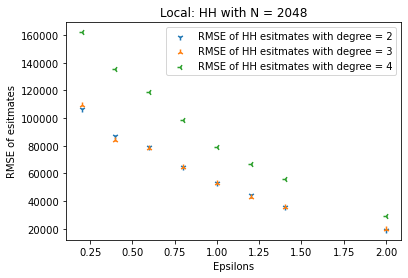 Local: HH with N = 2048
RMSE of HH esitmates with degree = 2
RMSE of HH esitmates with degree = 3
RMSE of HH esitmates with degree = 4
RMSE of esitmates
160000
140000
120000
100000
80000
60000
40000
20000
0.25 0.50 0.75 1.00 1.25 1.50 1.75 2.00
Epsilons